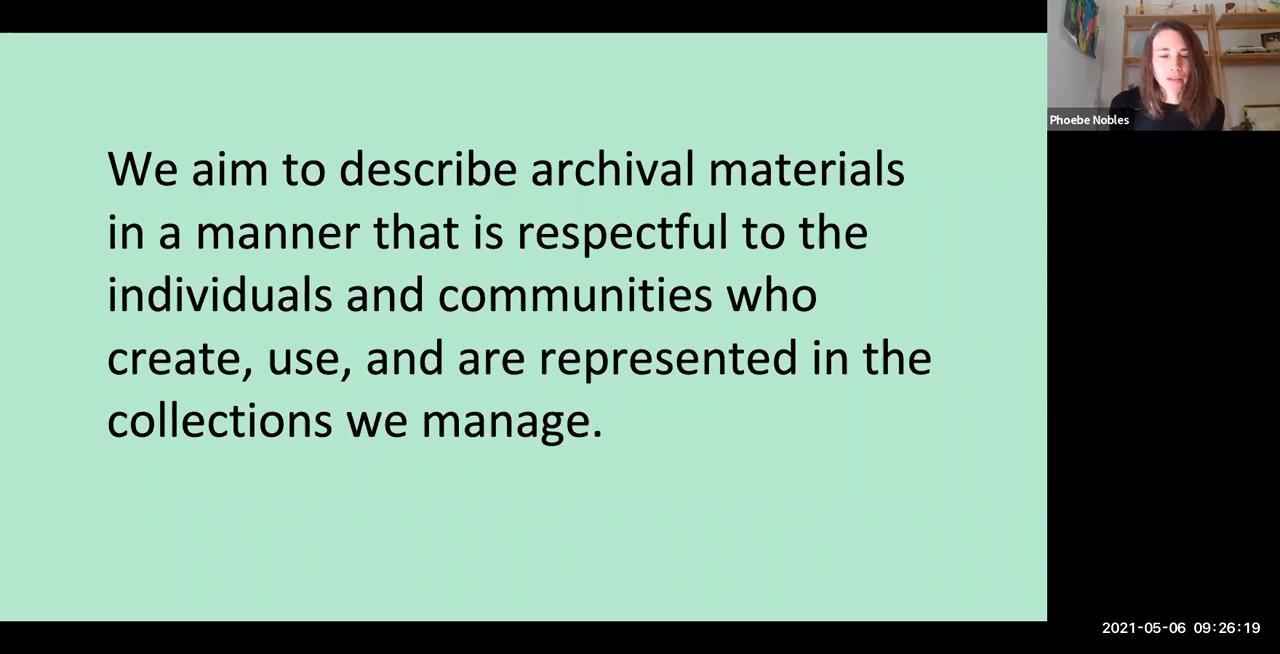 We aim to describe archival materials
in a manner that is respectful to the
individuals and communities who
create, use, and are represented in the
collections we manage.
Phoebe Nobles
2021-05-06 09:26:19